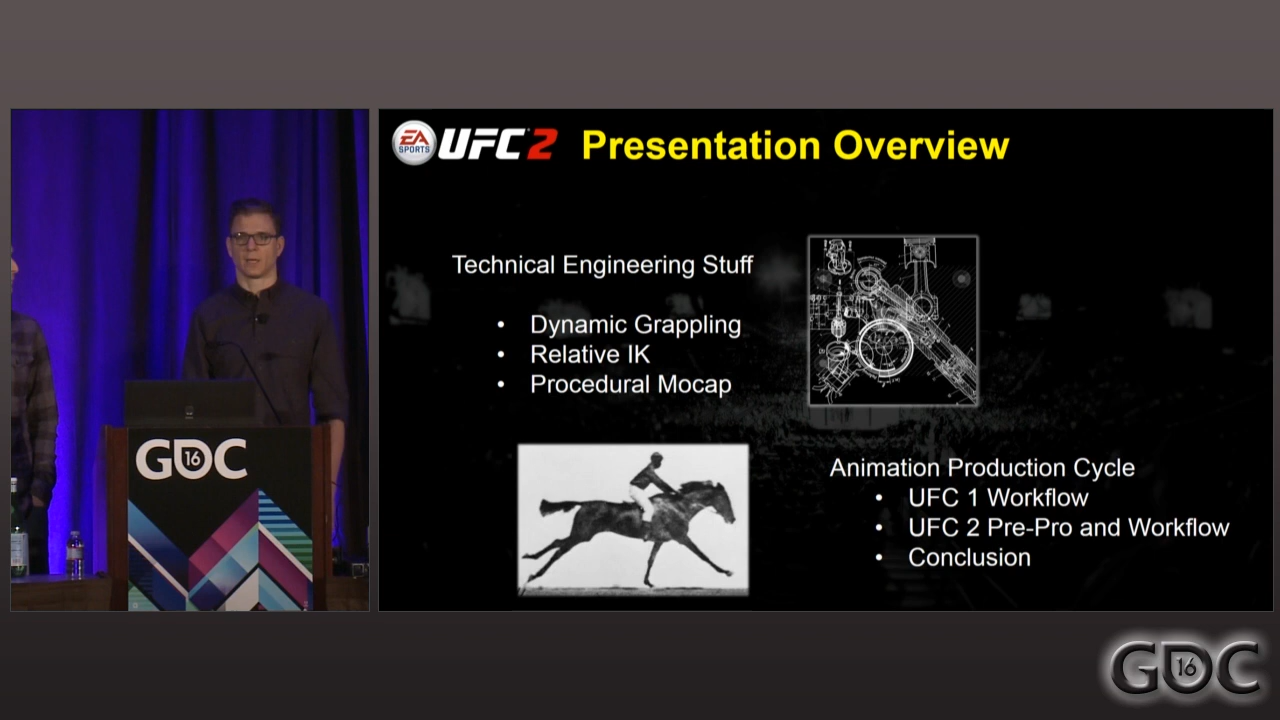 EA
SPORTS
UFC 2 Presentation Overview
Technical Engineering Stuff
• Dynamic Grappling
• Relative IK
• Procedural Mocap
Animation Production Cycle
• UFC 1 Workflow
• UFC 2 Pre-Pro and Workflow
• Conclusion
GDC
16
GDC
16